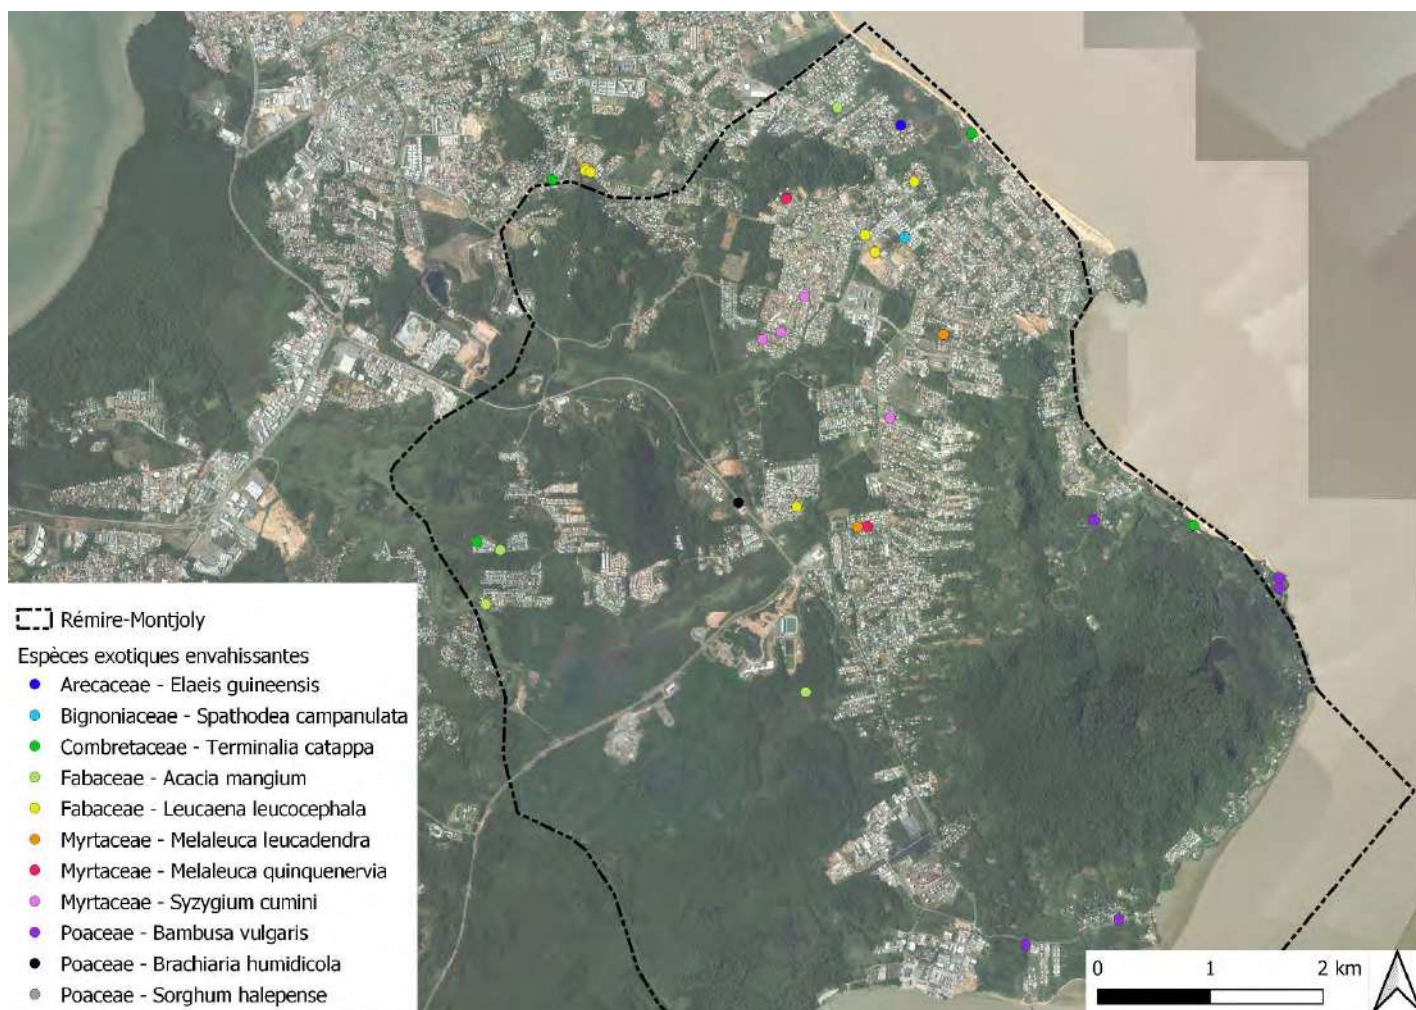 Rémire-Montjoly
Espèces exotiques envahissantes
Arecaceae - Elaeis guineensis
Bignoniaceae - Spathodea campanulata
Combretaceae - Terminalia catappa
Fabaceae - Acacia mangium
Fabaceae - Leucaena leucocephala
Myrtaceae - Melaleuca leucadendra
Myrtaceae - Melaleuca quinquenervia
Myrtaceae - Syzygium cumini
Poaceae - Bambusa vulgaris
Poaceae - Brachiaria humidicola
Poaceae - Sorghum halepense
0 1 2 km